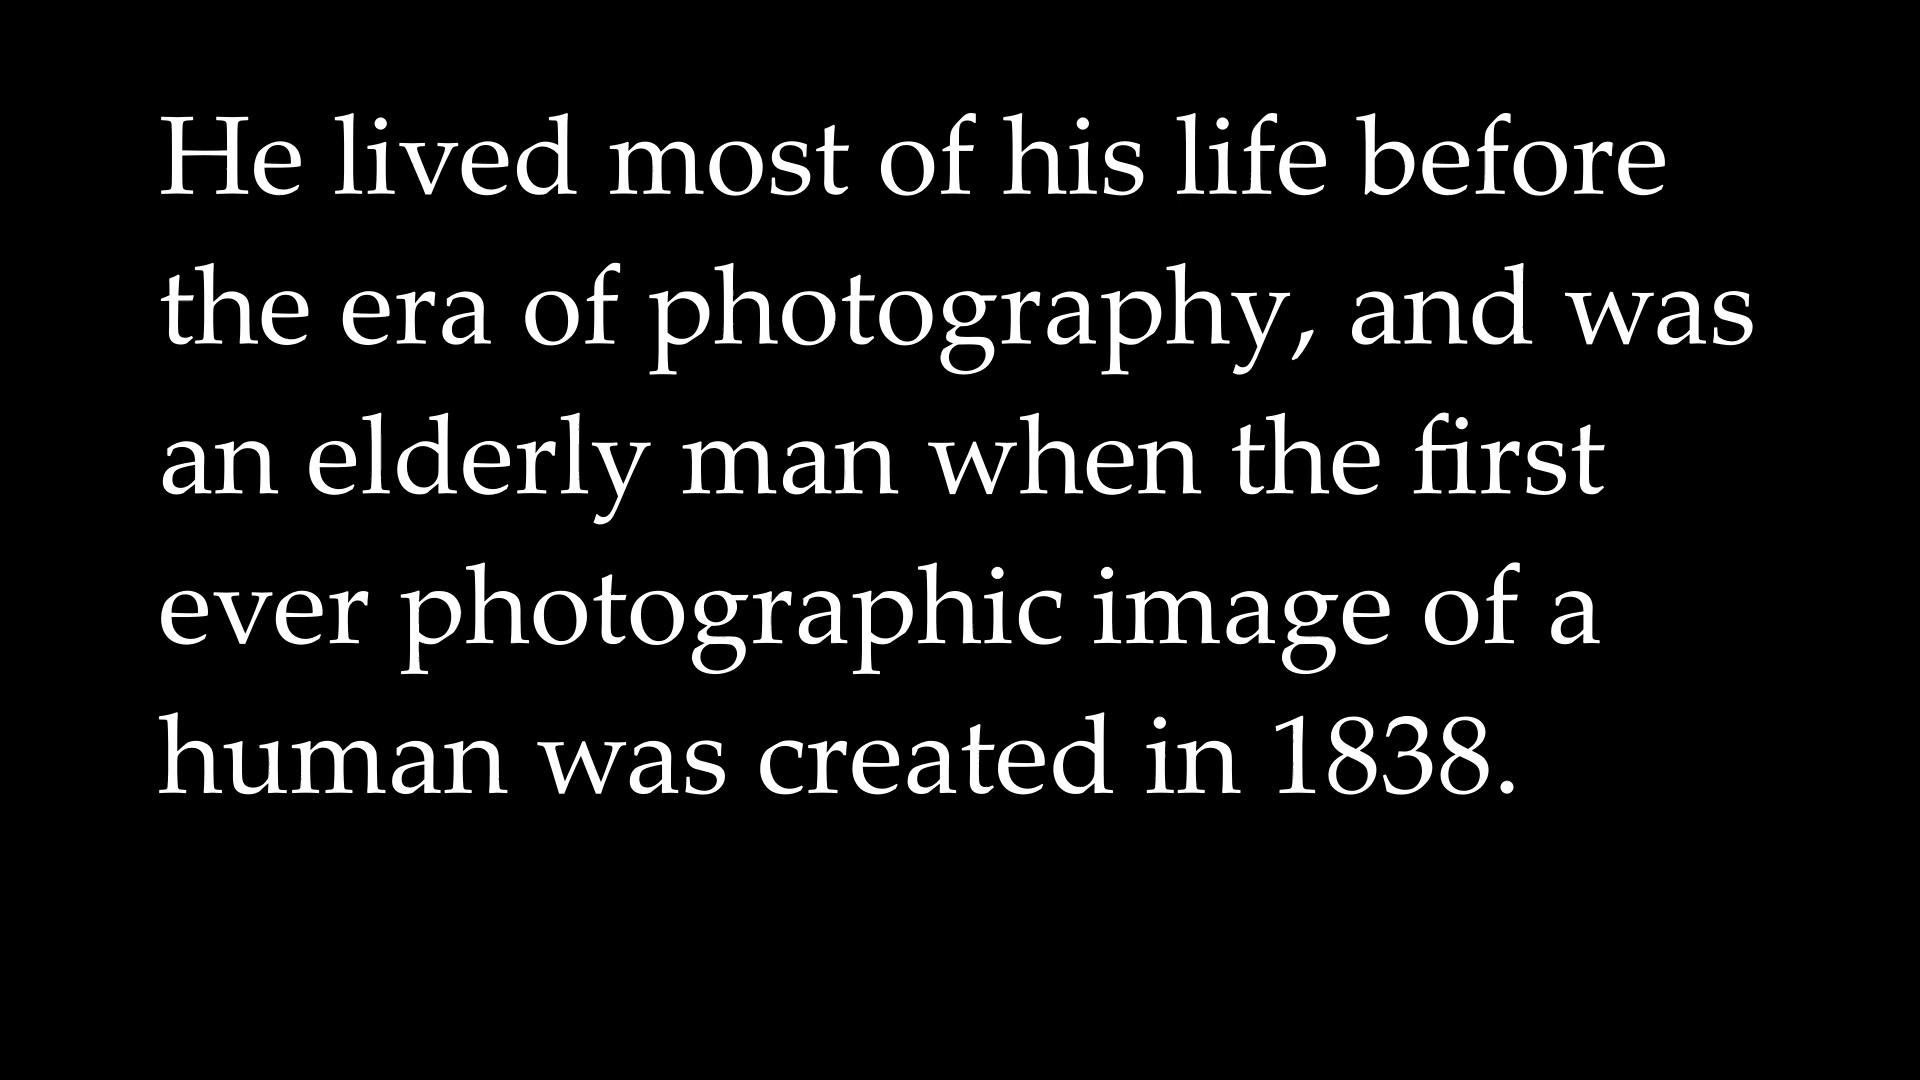 He lived most of his life before
the era of photography, and was
an elderly man when the first
ever photographic image of a
human was created in 1838.